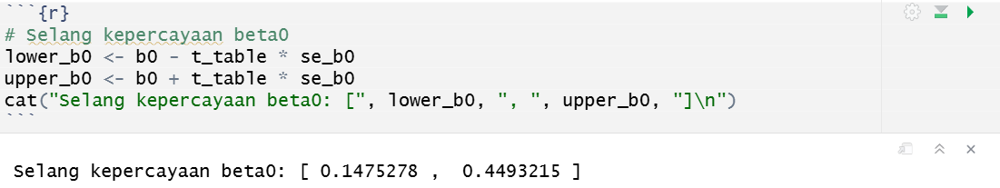 ```{r}
# Selang kepercayaan beta0
lower_b0 <- b0 - t_table * se_b0
upper_b0 <- b0 + t_table * se_b0
cat("Selang kepercayaan beta0: [", lower_b0, ", ", upper_b0, "]\n")
```
Selang kepercayaan beta0: [ 0.1475278 ,  0.4493215 ]